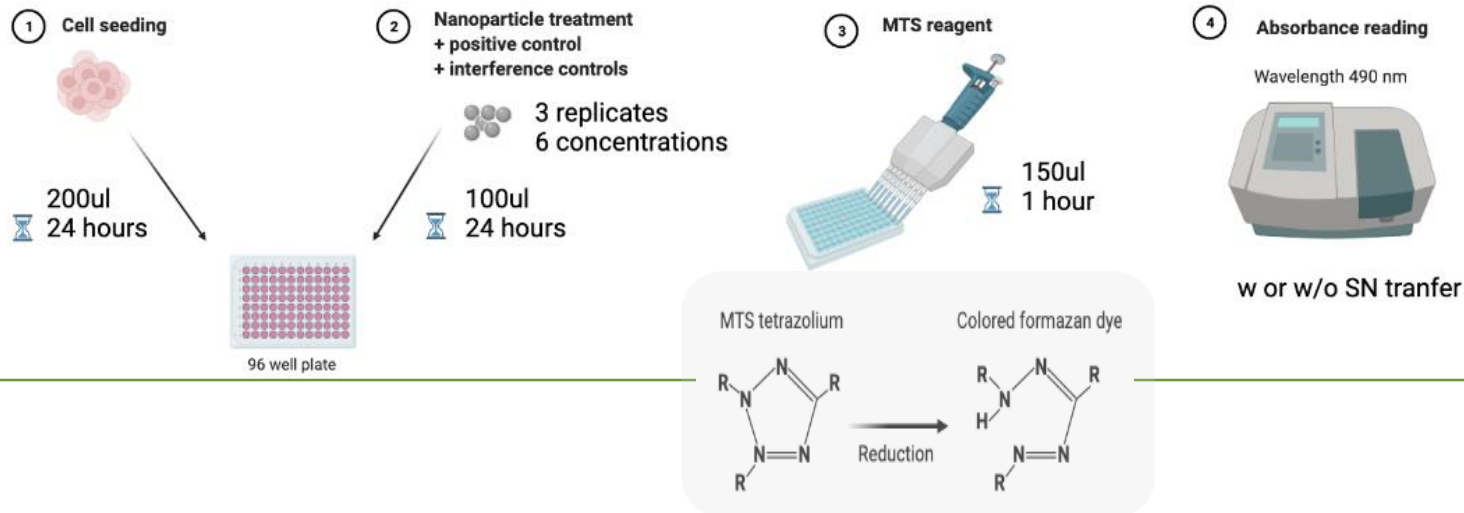 1 Cell seeding
200ul
24 hours
2 Nanoparticle treatment
+ positive control
+ interference controls
3 replicates
6 concentrations
100ul
24 hours
96 well plate
3 MTS reagent
150ul
1 hour
4 Absorbance reading
Wavelength 490 nm
w or w/o SN tranfer
MTS tetrazolium
R N N R
N N
R
Reduction
Colored formazan dye
R N R
N
H
N N
R